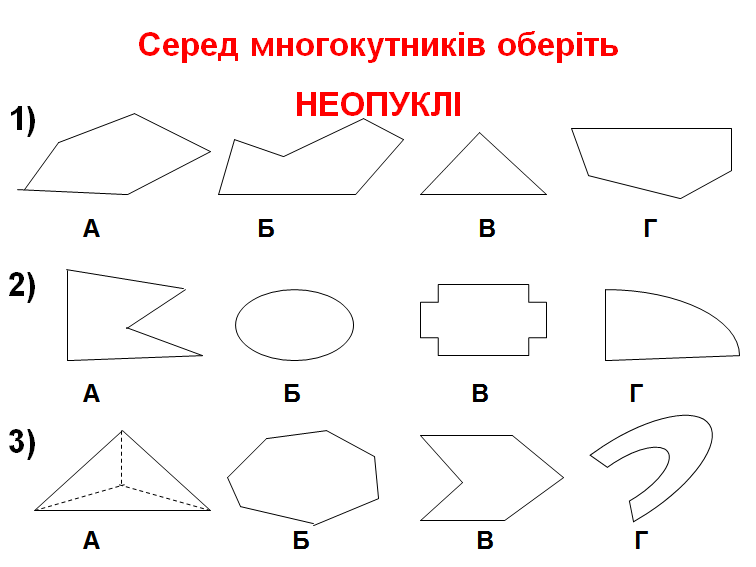 Серед многокутників оберіть
НЕОПУКЛІ
1)
А Б В Г
2)
А Б В Г
3)
А Б В Г